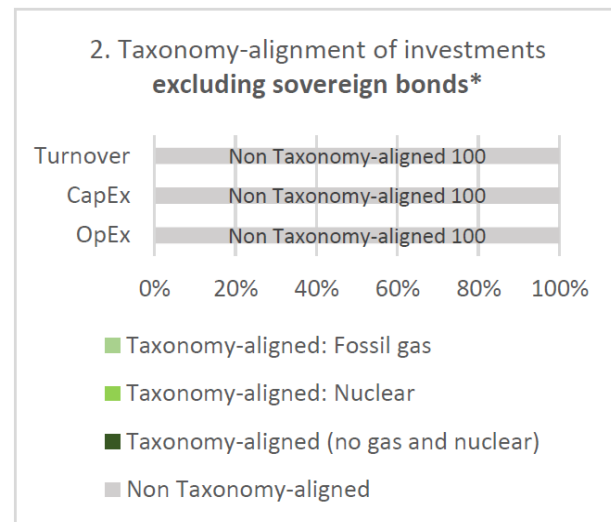 2. Taxonomy-alignment of investments
excluding sovereign bonds*
Turnover Non Taxonomy-aligned 100
CapEx Non Taxonomy-aligned 100
OpEx Non Taxonomy-aligned 100
0% 20% 40% 60% 80% 100%
Taxonomy-aligned: Fossil gas
Taxonomy-aligned: Nuclear
Taxonomy-aligned (no gas and nuclear)
Non Taxonomy-aligned